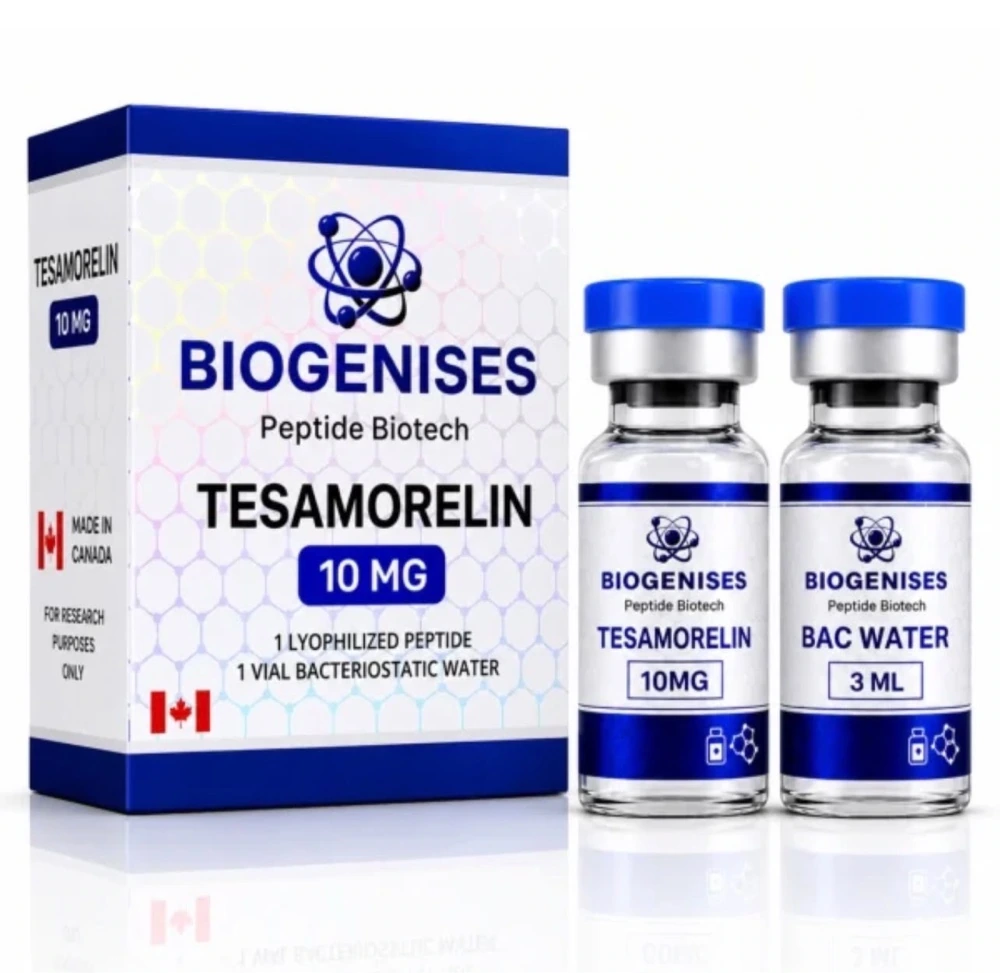 TESAMORELIN
10 MG
MADE IN
CANADA
FOR RESEARCH
PURPOSES
ONLY
BIOGENISES
Peptide Biotech
TESAMORELIN
10 MG
1 LYOPHILIZED PEPTIDE
1 VIAL BACTERIOSTATIC WATER
BIOGENISES
Peptide Biotech
TESAMORELIN
10MG
BIOGENISES
Peptide Biotech
BAC WATER
3 ML